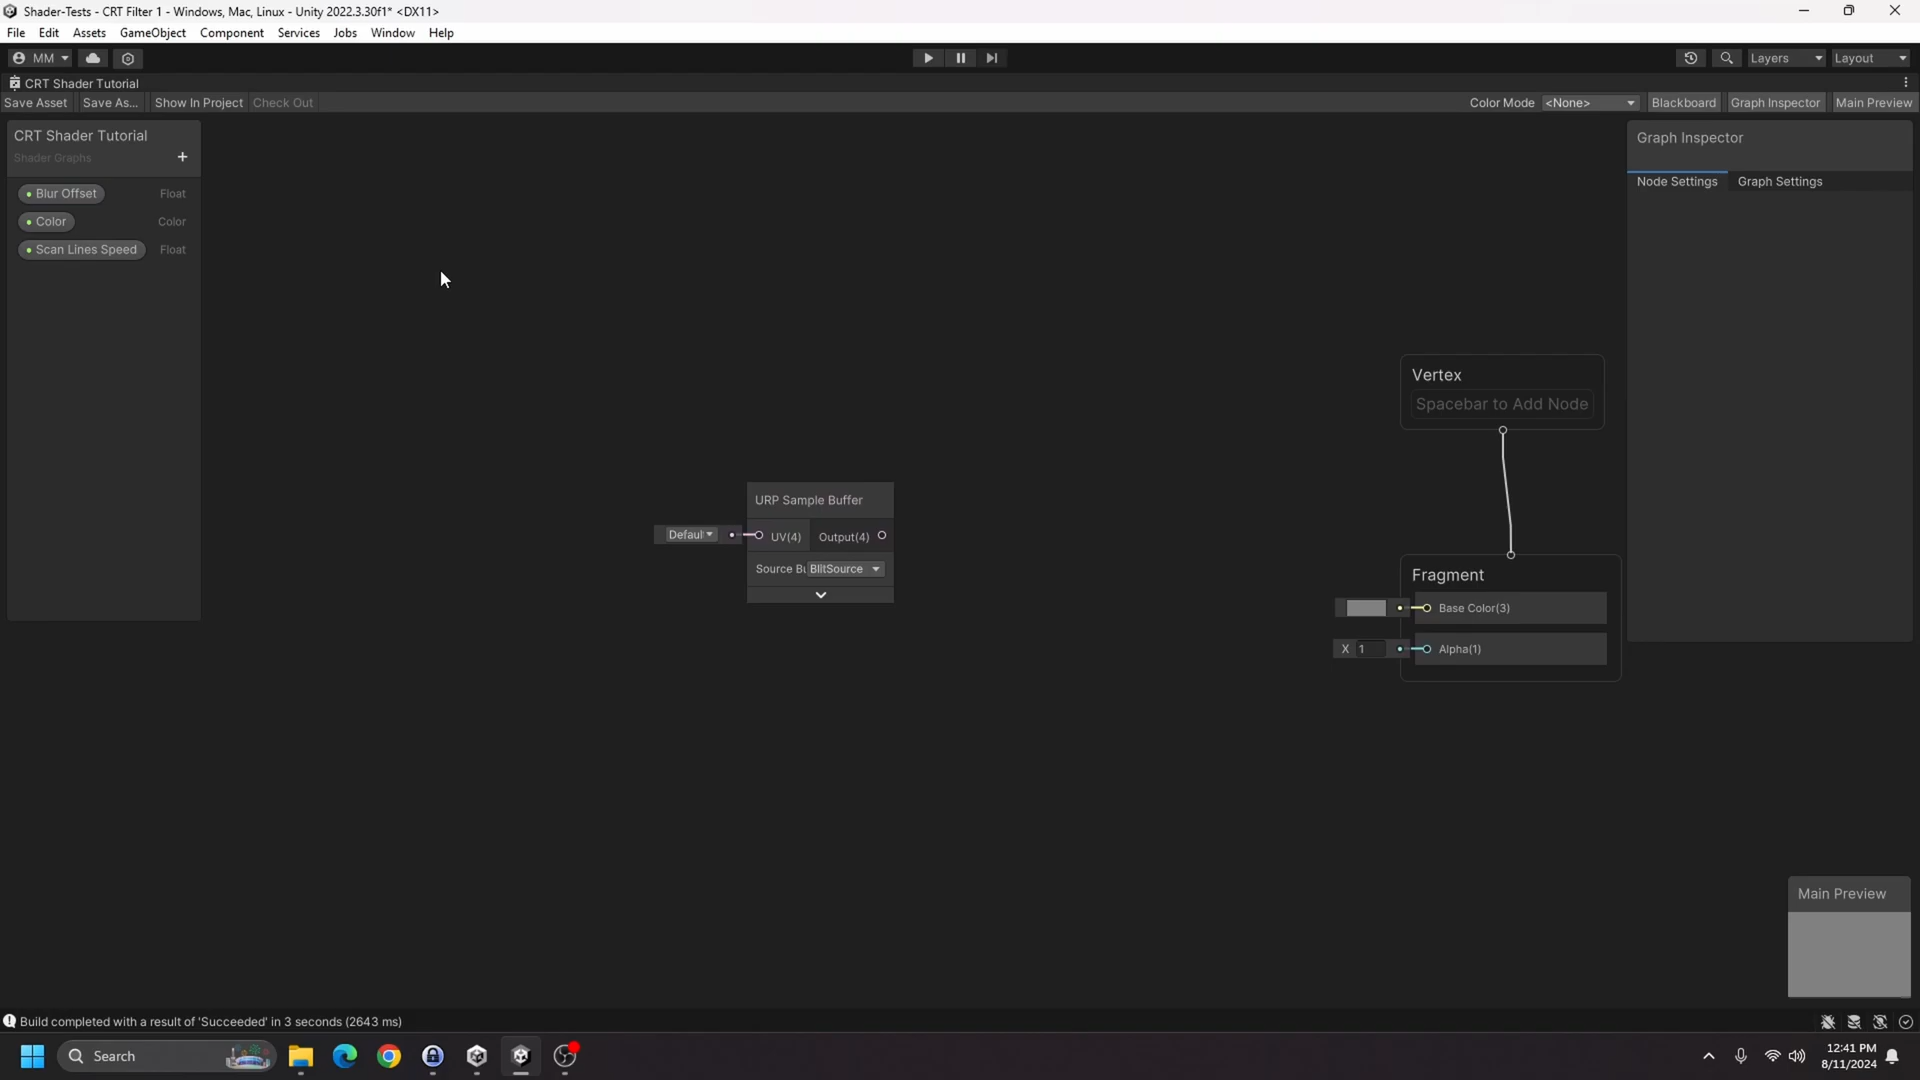 Shader-Tests - CRT Filter 1 - Windows, Mac, Linux - Unity 2022.3.30f1* <DX11>
File Edit Assets GameObject Component Services Jobs Window Help
MM Layers Layout
CRT Shader Tutorial
Save Asset Save As... Show In Project Check Out Color Mode <None> Blackboard Graph Inspector Main Preview
CRT Shader Tutorial
Shader Graphs
+
Blur Offset Float
Color Color
Scan Lines Speed Float
Graph Inspector
Node Settings Graph Settings
Vertex
Spacebar to Add Node
URP Sample Buffer
Defaul UV(4) Output(4)
Source Bu BlitSource
Fragment
Base Color(3)
X 1 Alpha(1)
Main Preview
Build completed with a result of 'Succeeded' in 3 seconds (2643 ms)
Search
12:41 PM
8/11/2024